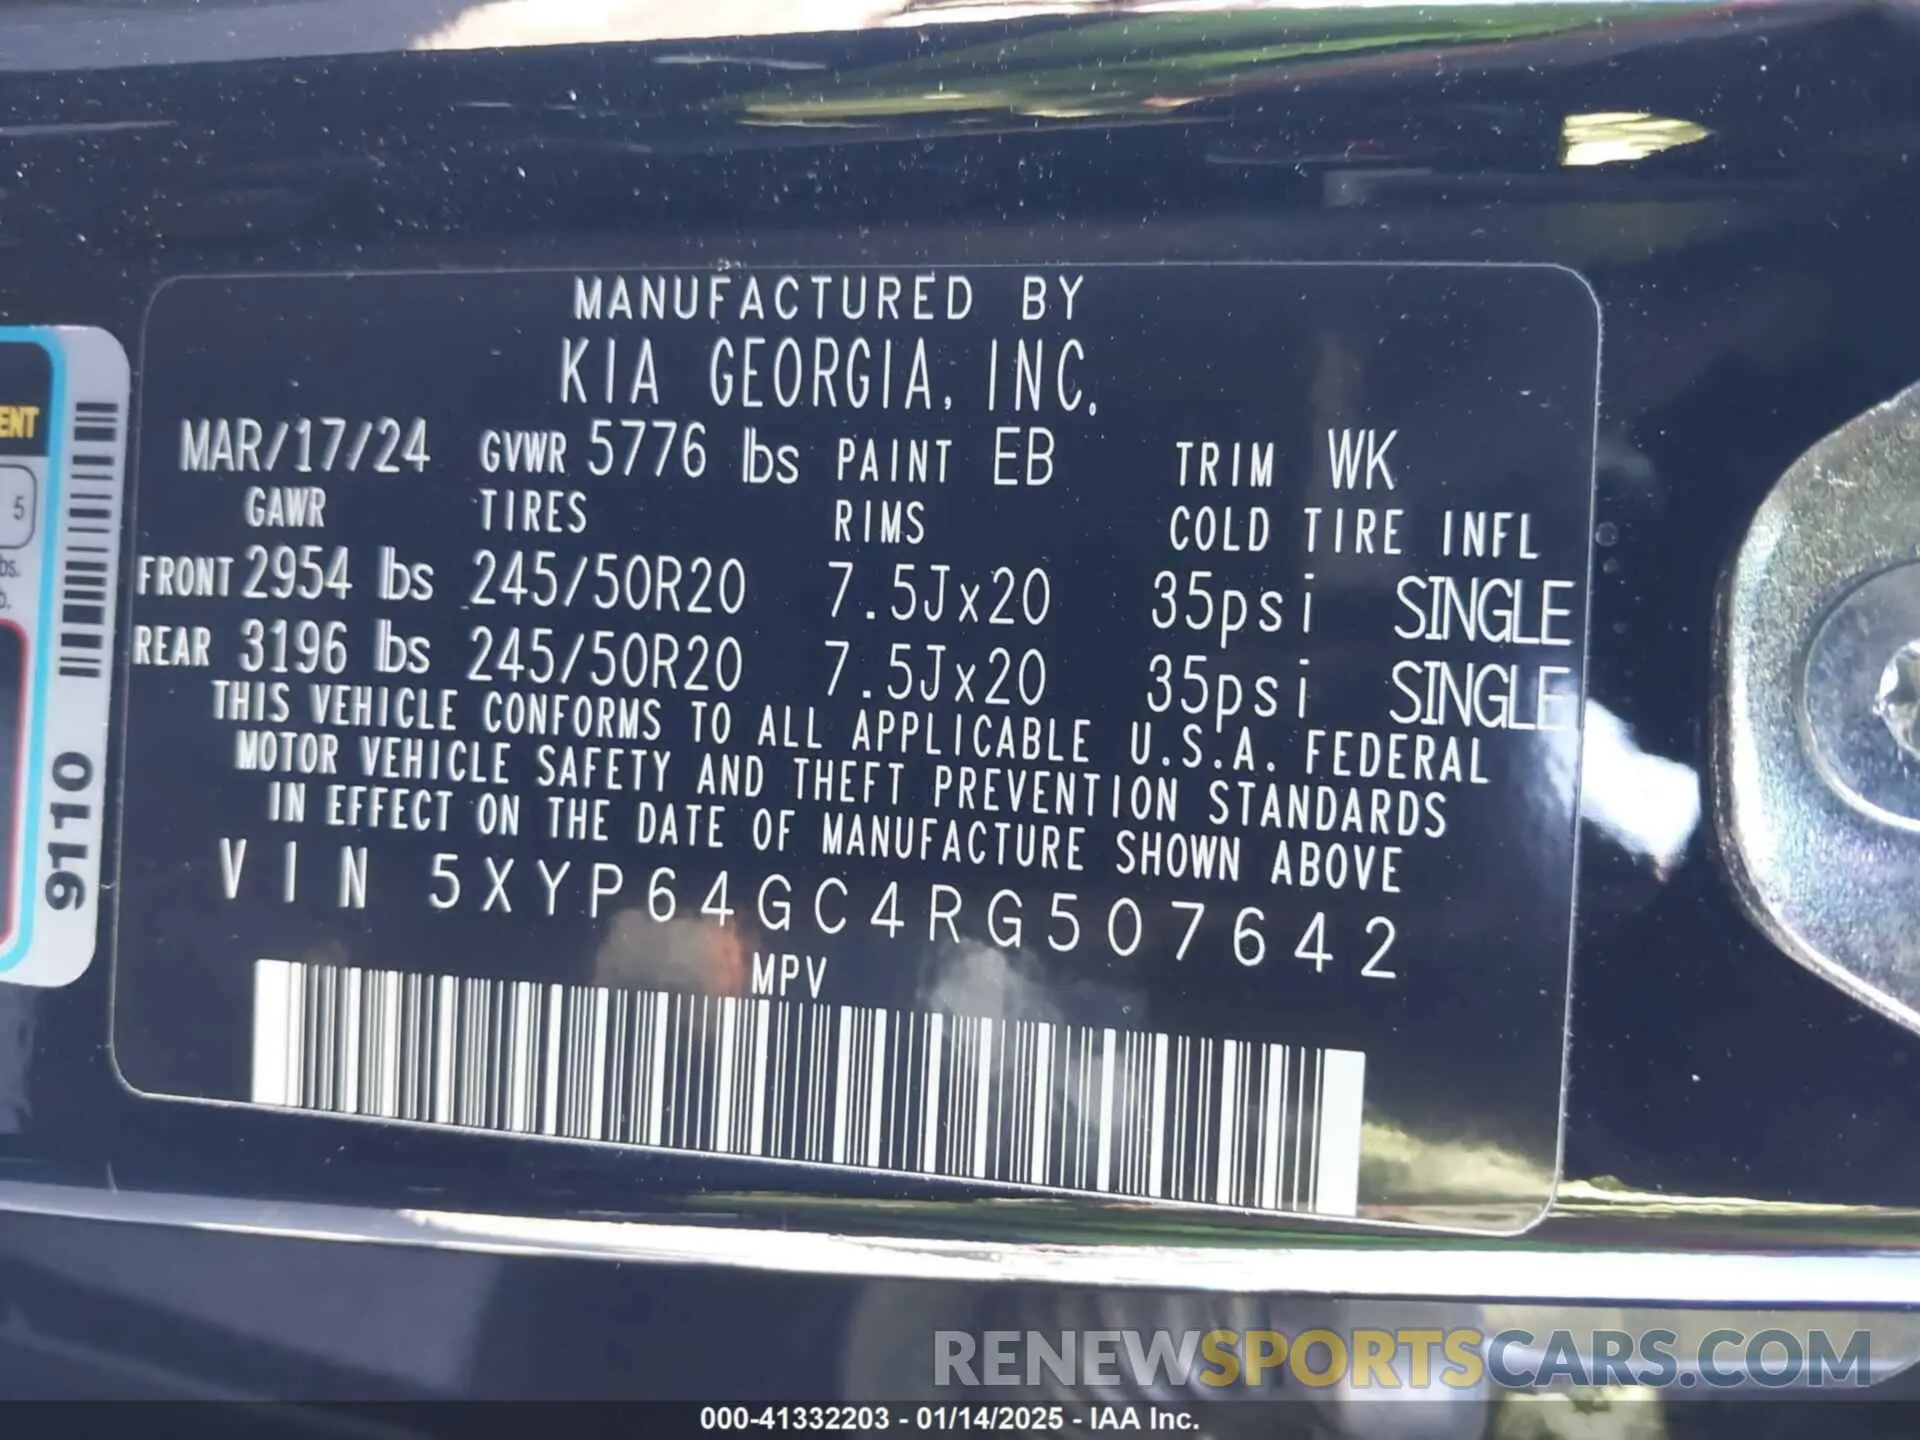 MANUFACTURED BY
KIA GEORGIA, INC.
MAR/17/24 GVWR 5776 lbs PAINT EB TRIM WK
GAWR TIRES RIMS COLD TIRE INFL
FRONT 2954 lbs 245/50R20 7.5Jx20 35psi SINGLE
REAR 3196 lbs 245/50R20 7.5Jx20 35psi SINGLE
THIS VEHICLE CONFORMS TO ALL APPLICABLE U.S.A. FEDERAL
MOTOR VEHICLE SAFETY AND THEFT PREVENTION STANDARDS
IN EFFECT ON THE DATE OF MANUFACTURE SHOWN ABOVE
VIN 5XYP64GC4RG507642
MPV
5
9110
RENEWSPORTSCARS.COM
000-41332203 - 01/14/2025 - IAA Inc.